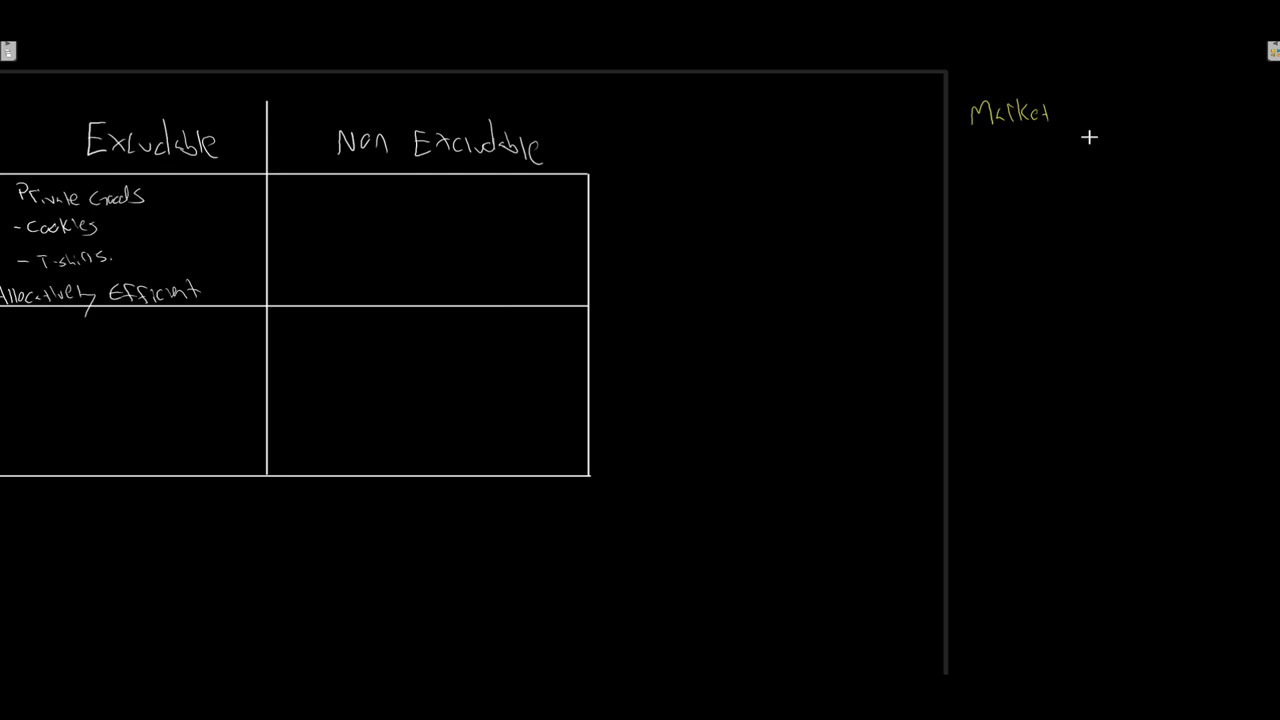 Market
Excludable Non Excludable
Private Goods
- Cookies
- T-shirts.
Allocatively Efficient